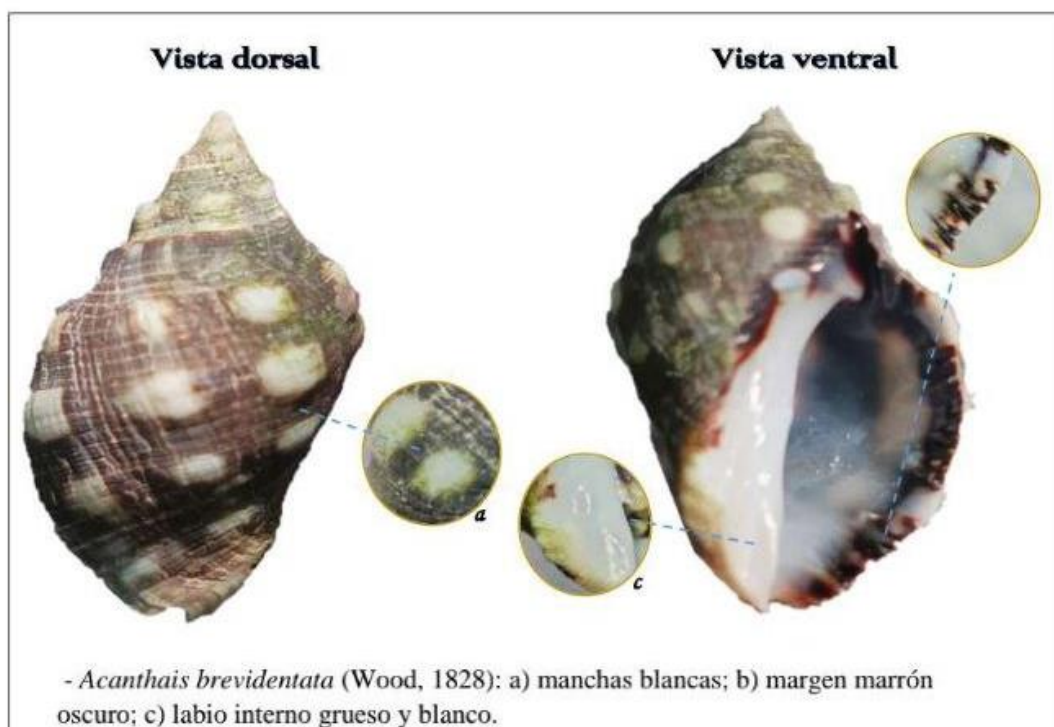 Vista dorsal
Vista ventral
a
c
- Acanthais brevidentata (Wood, 1828): a) manchas blancas; b) margen marrón
oscuro; c) labio interno grueso y blanco.